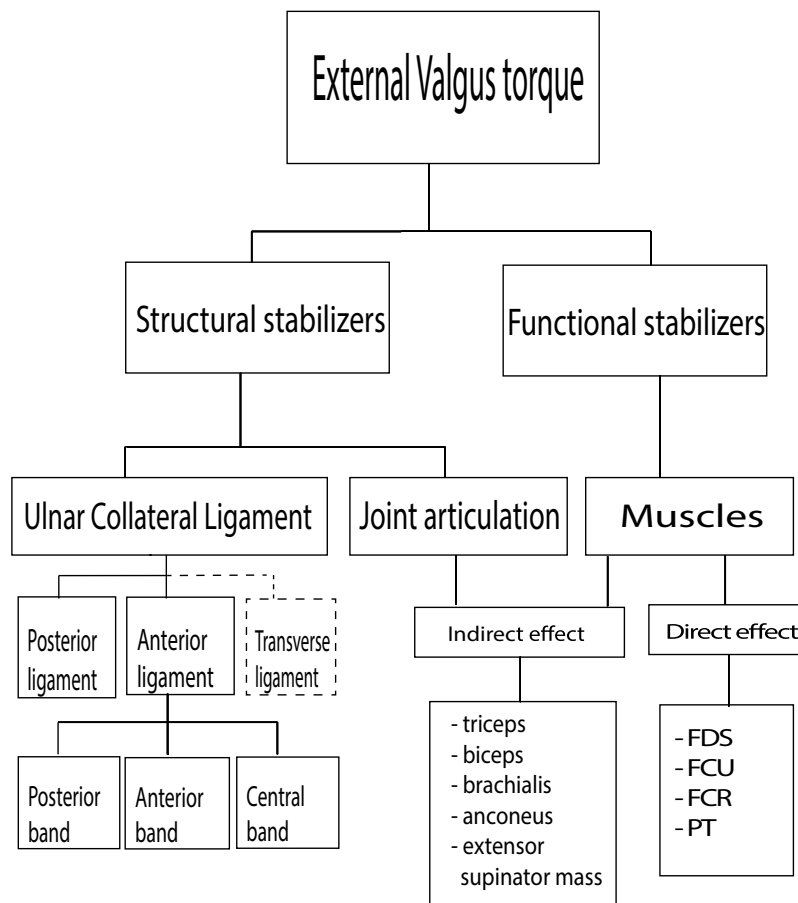 External Valgus torque
Structural stabilizers
Functional stabilizers
Ulnar Collateral Ligament
Joint articulation
Muscles
Posterior
ligament
Anterior
ligament
Transverse
ligament
Indirect effect
Direct effect
Posterior
band
Anterior
band
Central
band
- triceps
- biceps
- brachialis
- anconeus
- extensor
supinator mass
- FDS
- FCU
- FCR
- PT